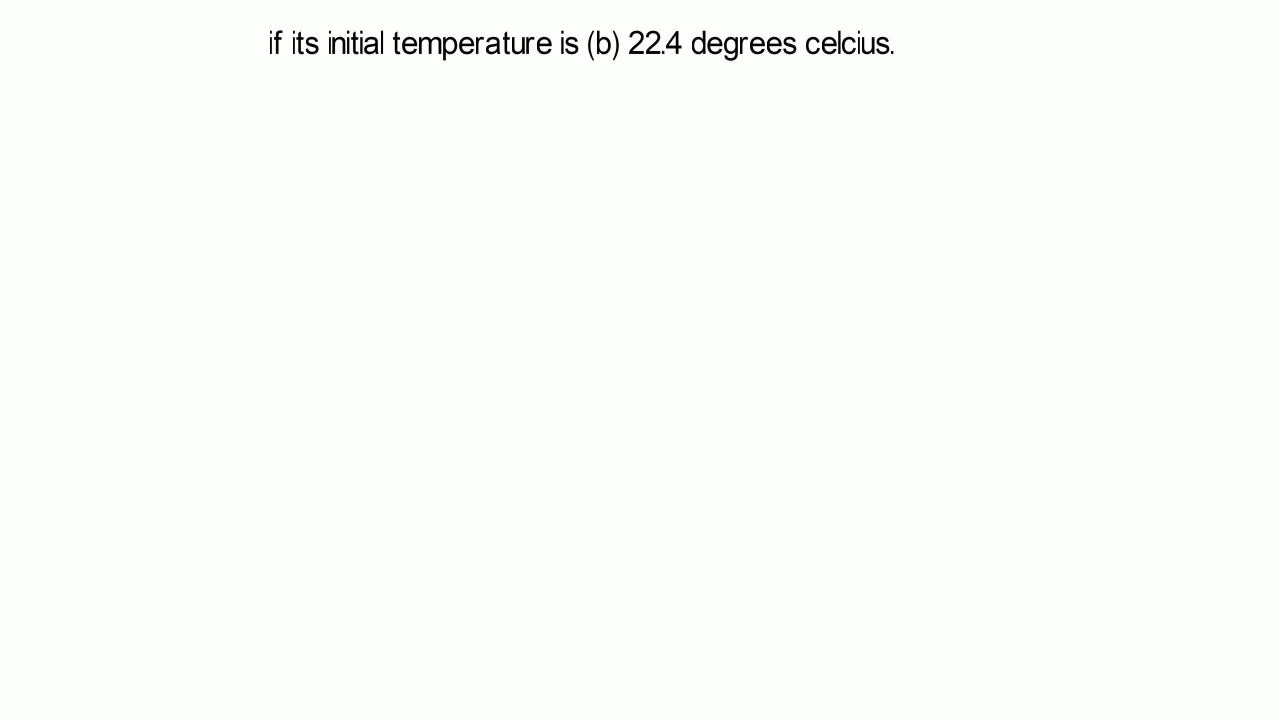 if its initial temperature is (b) 22.4 degrees celcius.